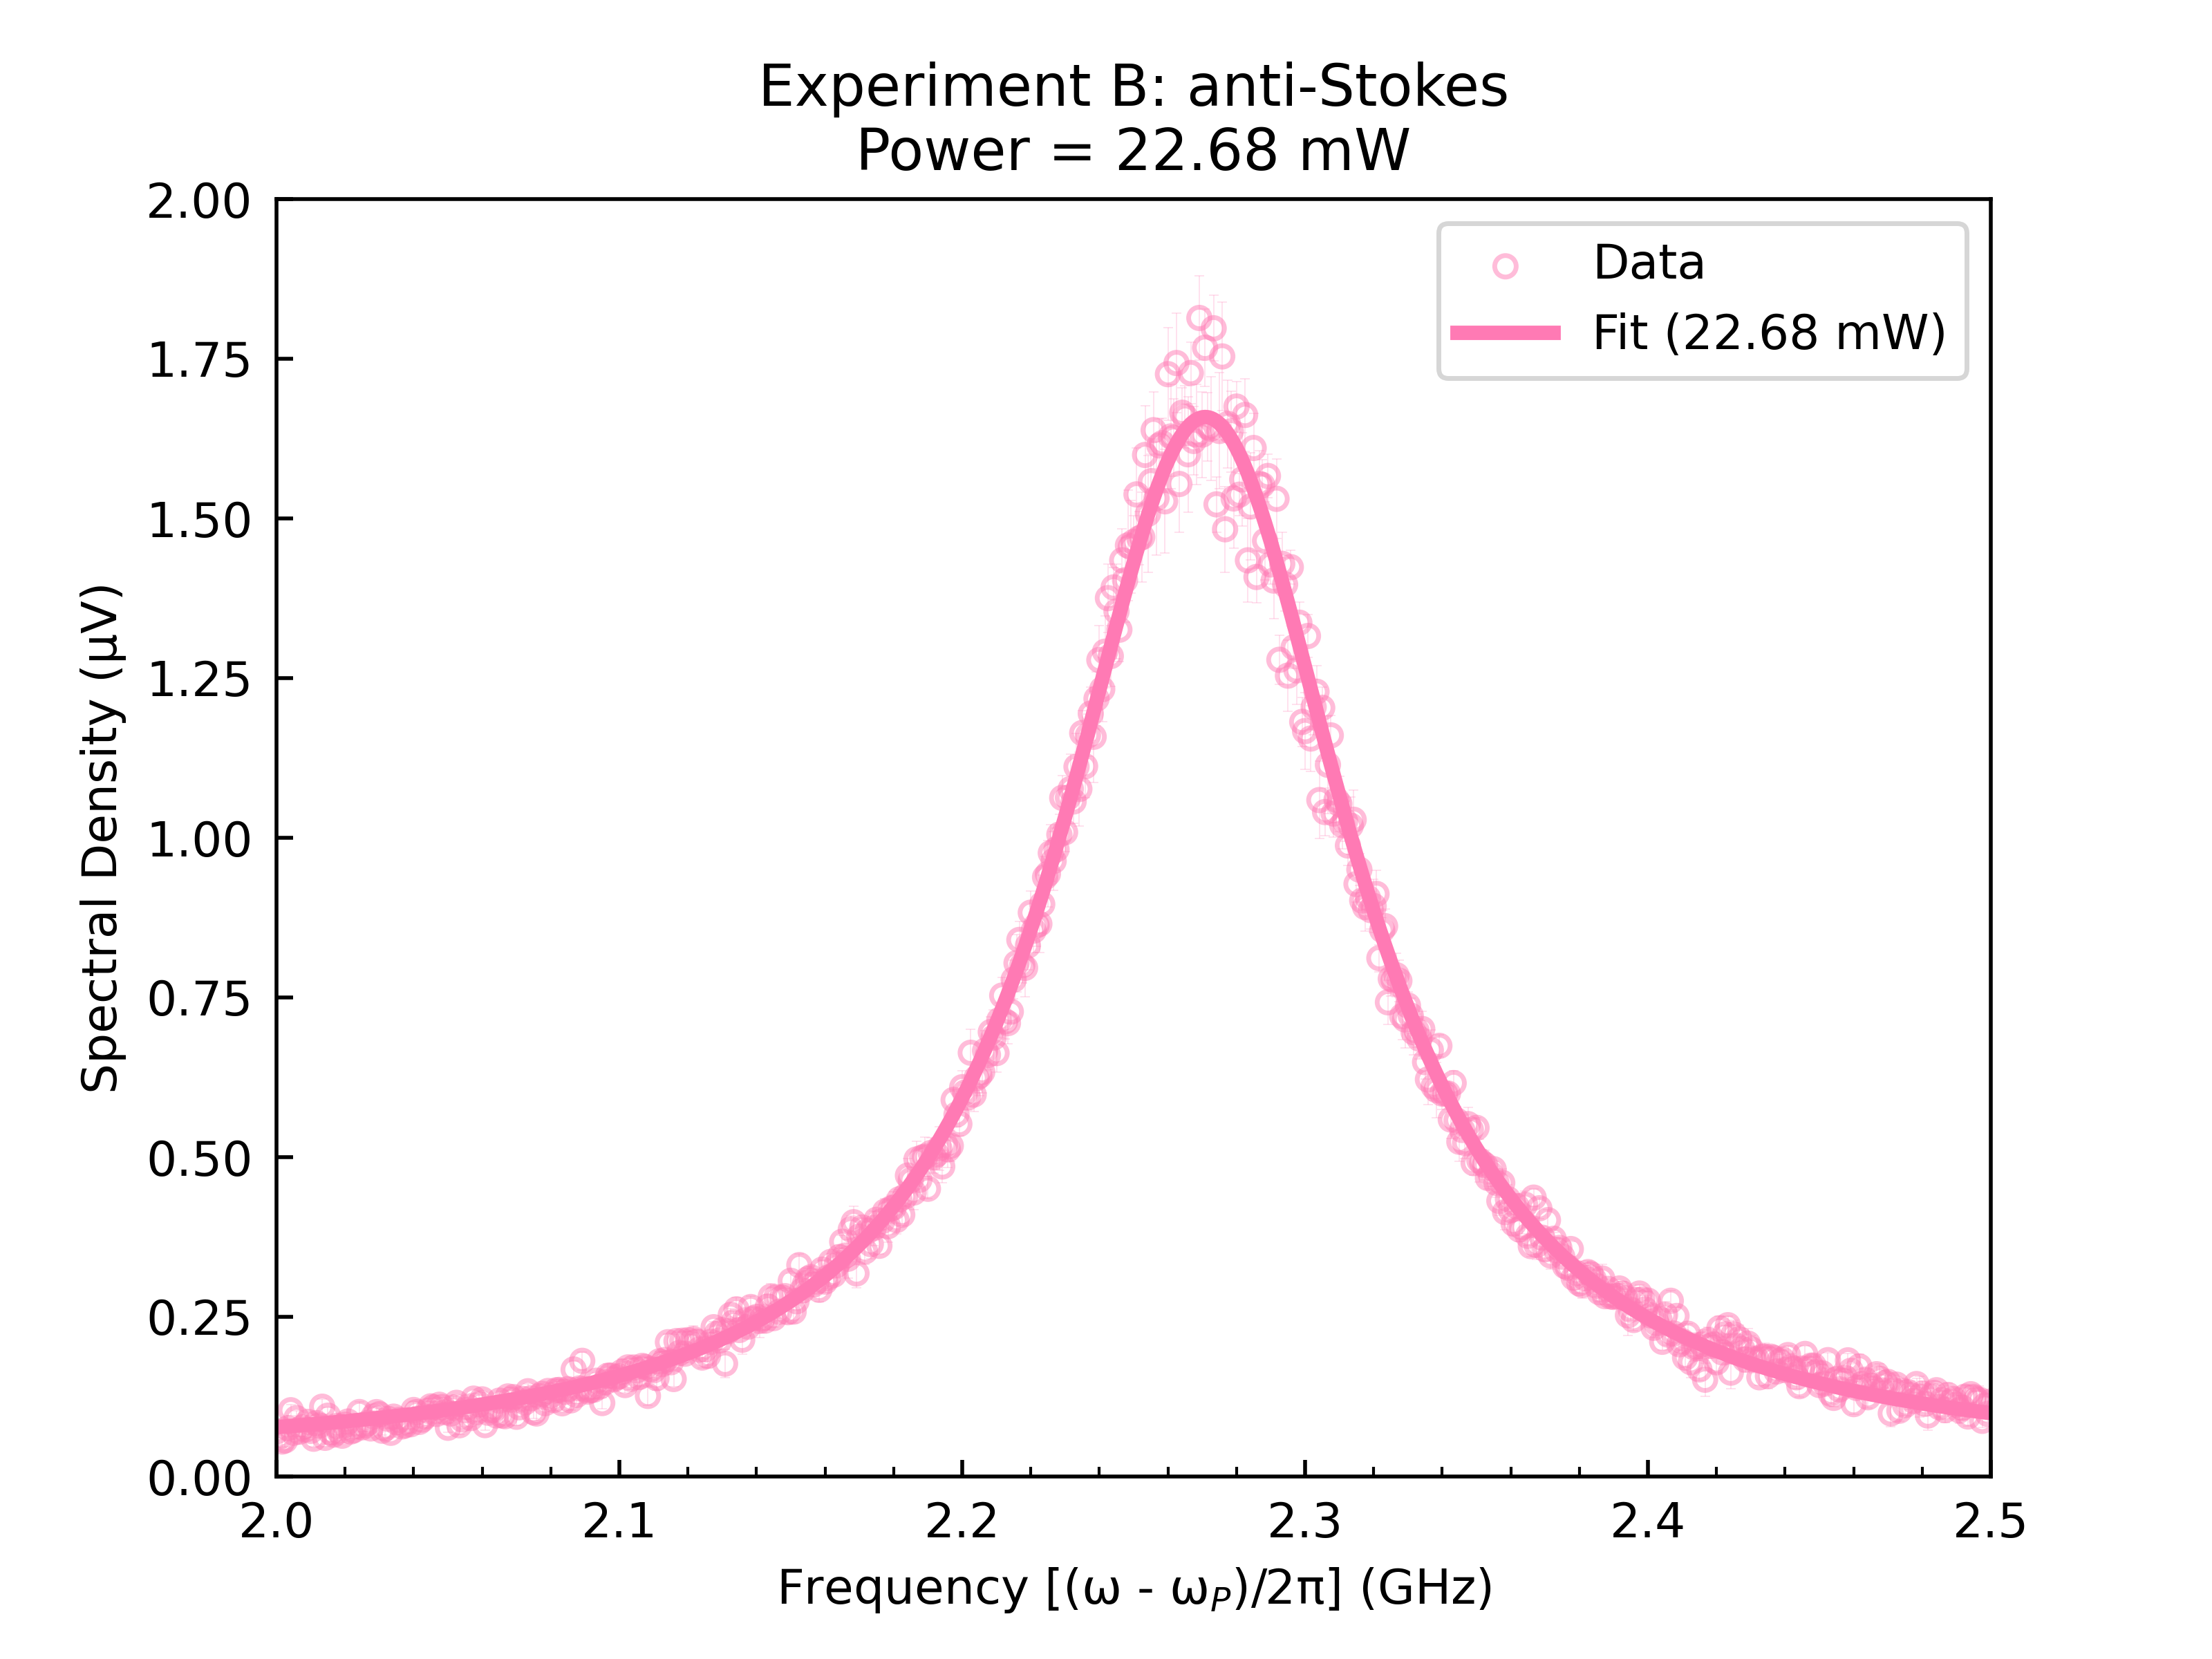 Experiment B: anti-Stokes
Power = 22.68 mW
Data
Fit (22.68 mW)
Spectral Density (μV)
2.00
1.75
1.50
1.25
1.00
0.75
0.50
0.25
0.00
2.0 2.1 2.2 2.3 2.4 2.5
Frequency [(ω - ω_P)/2π] (GHz)